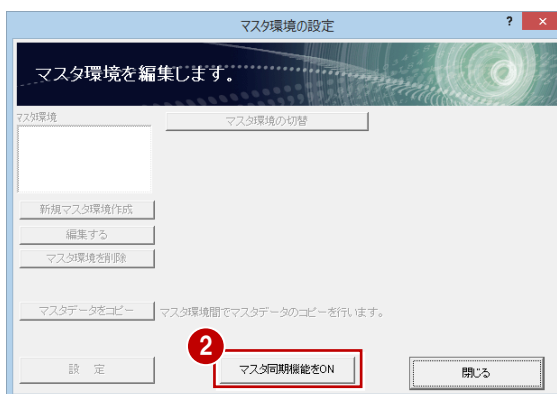 マスタ環境の設定
? ×
マスタ環境を編集します。
マスタ環境
マスタ環境の切替
新規マスタ環境作成
編集する
マスタ環境を削除
マスタデータをコピー
マスタ環境間でマスタデータのコピーを行います。
2
設 定
マスタ同期機能をON
閉じる